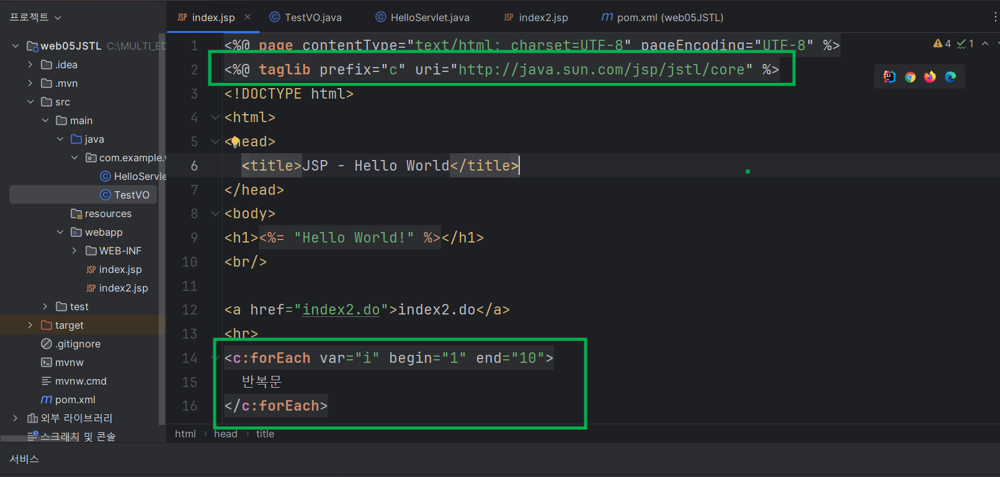 프로젝트
index.jsp
TestVO.java
HelloServlet.java
index2.jsp
pom.xml (web05JSTL)
web05JSTL C:\MULTI_ED
.idea
.mvn
src
main
java
com.example.
HelloServle
TestVO
resources
webapp
WEB-INF
index.jsp
index2.jsp
test
target
.gitignore
mvnw
mvnw.cmd
pom.xml
외부 라이브러리
스크래치 및 콘솔
4 1
1 <%@ page contentType="text/html; charset=UTF-8" pageEncoding="UTF-8" %>
2 <%@ taglib prefix="c" uri="http://java.sun.com/jsp/jstl/core" %>
3 <!DOCTYPE html>
4 <html>
5 <head>
6 <title>JSP - Hello World</title>
7 </head>
8 <body>
9 <h1><%= "Hello World!" %></h1>
10 <br/>
11
12 <a href="index2.do">index2.do</a>
13 <hr>
14 <c:forEach var="i" begin="1" end="10">
15 반복문
16 </c:forEach>
html › head › title
서비스